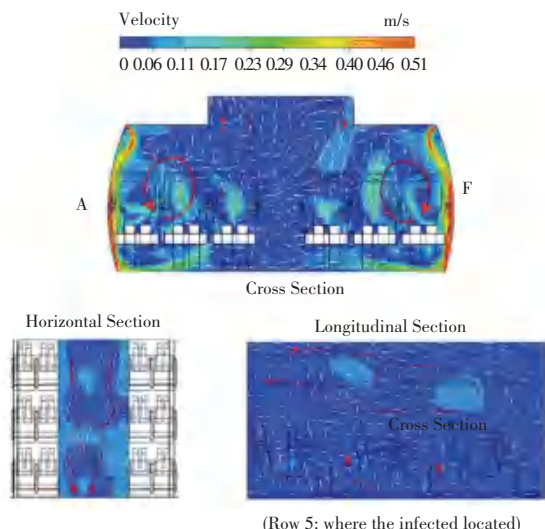 Velocity m/s
0 0.06 0.11 0.17 0.23 0.29 0.34 0.40 0.46 0.51
A F
Cross Section
Horizontal Section Longitudinal Section
Cross Section
(Row 5: where the infected located)